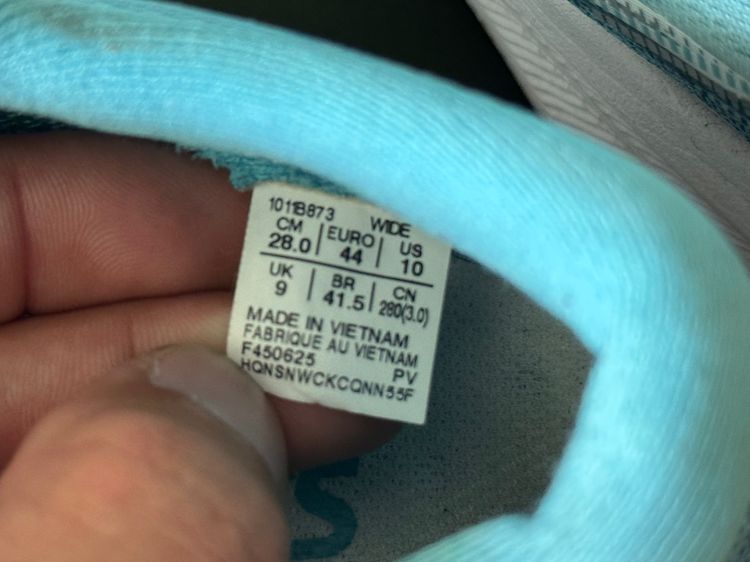 1011B873 WIDE
CM EURO US
28.0 44 10
UK BR CN
9 41.5 280(3.0)
MADE IN VIETNAM
FABRIQUE AU VIETNAM
F450625 PV
HQNSNWCKCQNN55F
S